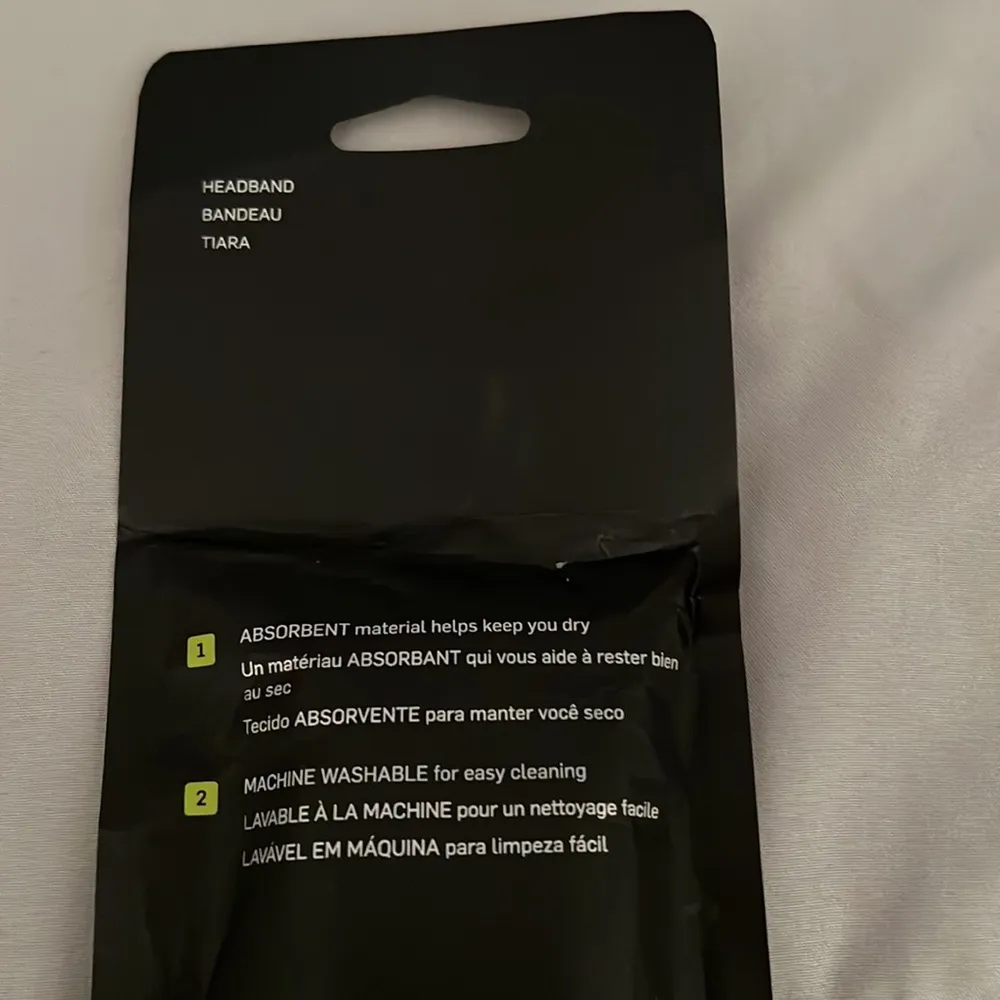 HEADBAND
BANDEAU
TIARA
1
ABSORBENT material helps keep you dry
Un matériau ABSORBANT qui vous aide à rester bien
au sec
Tecido ABSORVENTE para manter você seco
2
MACHINE WASHABLE for easy cleaning
LAVABLE À LA MACHINE pour un nettoyage facile
LAVÁVEL EM MÁQUINA para limpeza fácil